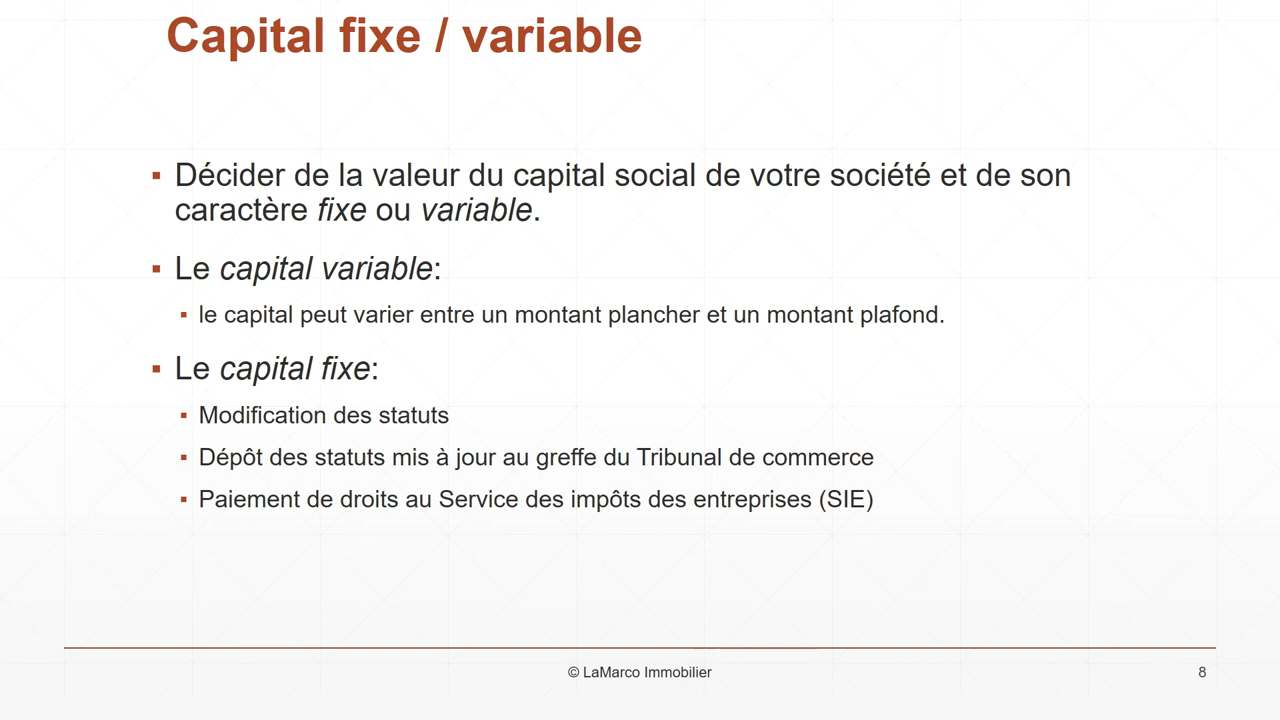 Capital fixe / variable
▪ Décider de la valeur du capital social de votre société et de son
caractère fixe ou variable.
▪ Le capital variable:
▪ le capital peut varier entre un montant plancher et un montant plafond.
▪ Le capital fixe:
▪ Modification des statuts
▪ Dépôt des statuts mis à jour au greffe du Tribunal de commerce
▪ Paiement de droits au Service des impôts des entreprises (SIE)
© LaMarco Immobilier
8